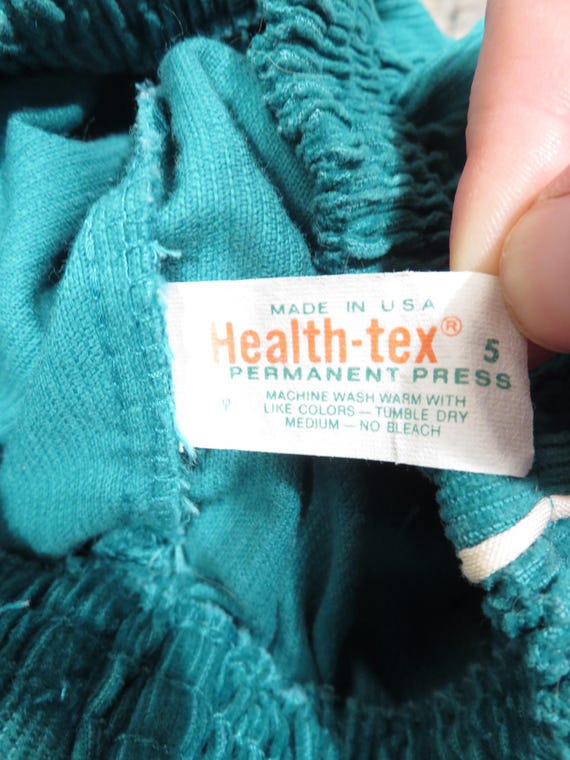 MADE IN USA
Health-tex® 5
PERMANENT PRESS
MACHINE WASH WARM WITH
LIKE COLORS — TUMBLE DRY
MEDIUM — NO BLEACH